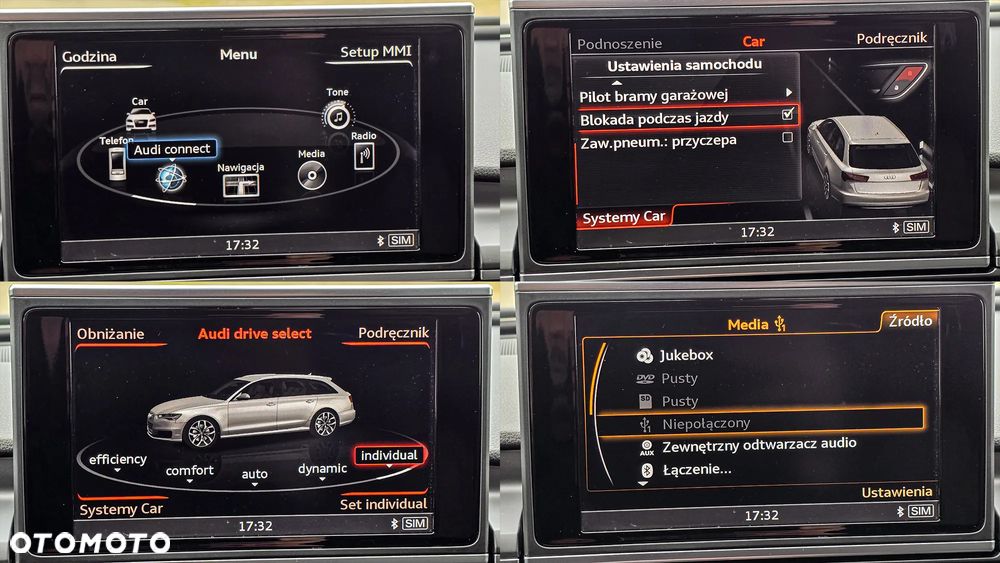 Godzina
Menu
Setup MMI
Car
Tone
Telefon
Audi connect
Radio
Nawigacja
Media
17:32
SIM
Podnoszenie
Car
Podręcznik
Ustawienia samochodu
Pilot bramy garażowej
Blokada podczas jazdy
Zaw.pneum.: przyczepa
Systemy Car
17:32
SIM
Obniżanie
Audi drive select
Podręcznik
efficiency
comfort
auto
dynamic
individual
Systemy Car
Set individual
17:32
SIM
Media 1
Źródło
Jukebox
DVD Pusty
SD Pusty
1 Niepołączony
AUX Zewnętrzny odtwarzacz audio
Łączenie...
Ustawienia
17:32
SIM
OTOMOTO